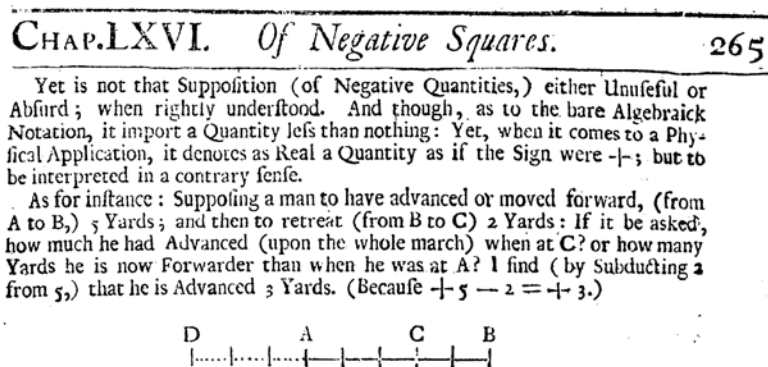 CHAP.LXVI. Of Negative Squares. 265
Yet is not that Suppoſition (of Negative Quantities,) either Unuſeful or
Abſurd; when rightly underſtood. And though, as to the bare Algebraick
Notation, it import a Quantity leſs than nothing: Yet, when it comes to a Phy-
ſical Application, it denotes as Real a Quantity as if the Sign were +; but to
be interpreted in a contrary ſenſe.
As for inſtance: Suppoſing a man to have advanced or moved forward, (from
A to B,) 5 Yards; and then to retreat (from B to C) 2 Yards: If it be asked,
how much he had Advanced (upon the whole march) when at C? or how many
Yards he is now Forwarder than when he was at A? I find (by Subducting 2
from 5,) that he is Advanced 3 Yards. (Becauſe + 5 — 2 = + 3.)
D A C B